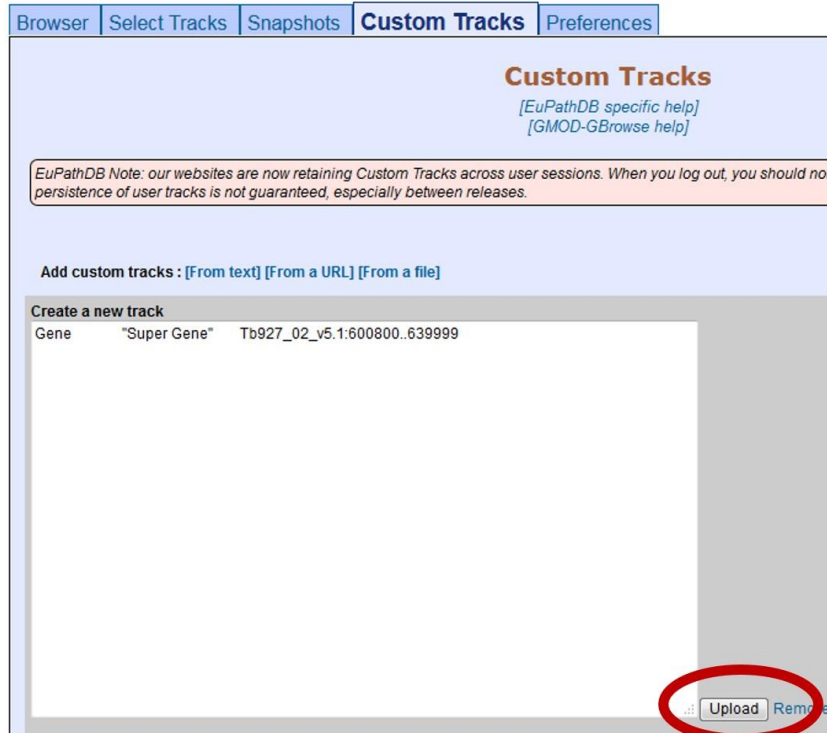 Browser Select Tracks Snapshots Custom Tracks Preferences
Custom Tracks
[EuPathDB specific help]
[GMOD-GBrowse help]
EuPathDB Note: our websites are now retaining Custom Tracks across user sessions. When you log out, you should
persistence of user tracks is not guaranteed, especially between releases.
Add custom tracks : [From text] [From a URL] [From a file]
Create a new track
Gene "Super Gene" Tb927_02_v5.1:600800..639999
Upload Remove